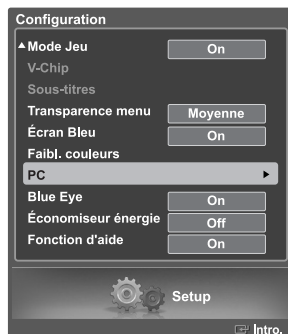 Configuration
Mode Jeu On
V-Chip
Sous-titres
Transparence menu Moyenne
Écran Bleu On
Faibl. couleurs
PC
Blue Eye On
Économiseur énergie Off
Fonction d'aide On
Setup
Intro.